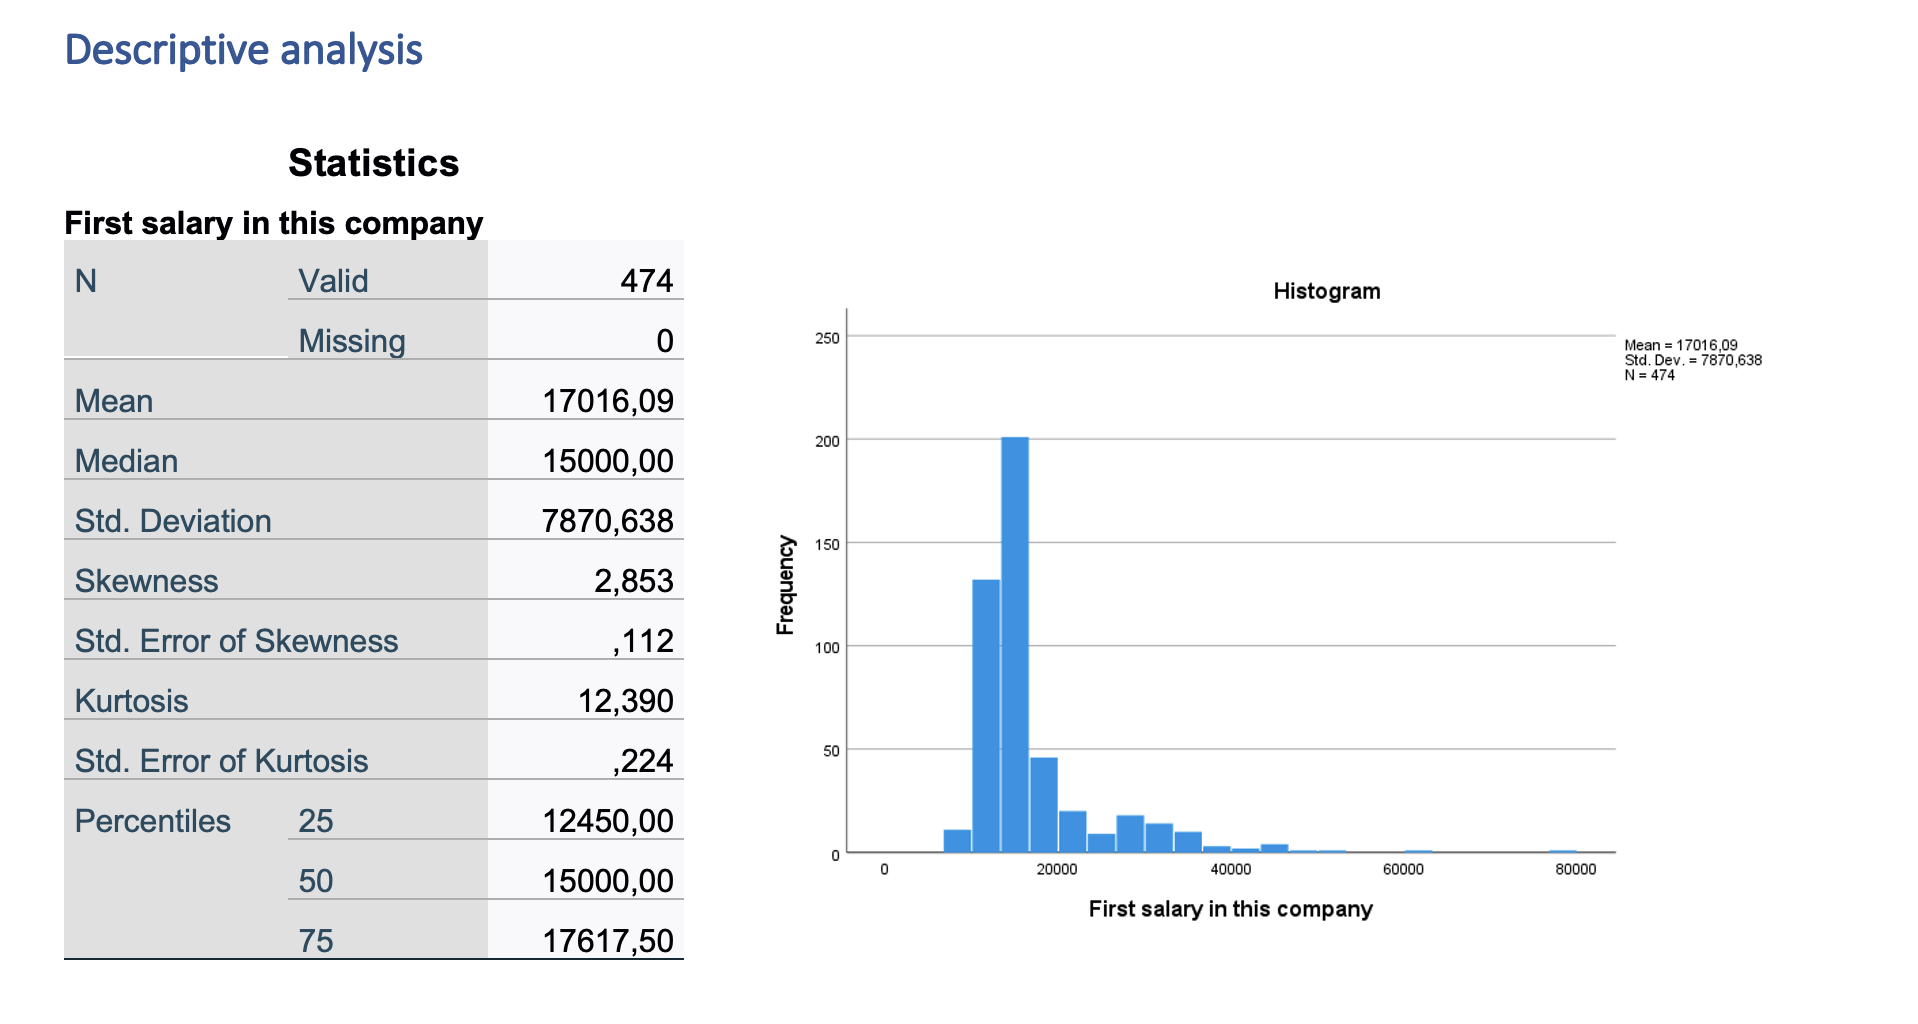 Descriptive analysis
Statistics
First salary in this company
N Valid 474
Missing 0
Mean 17016,09
Median 15000,00
Std. Deviation 7870,638
Skewness 2,853
Std. Error of Skewness ,112
Kurtosis 12,390
Std. Error of Kurtosis ,224
Percentiles 25 12450,00
50 15000,00
75 17617,50
Histogram
Mean = 17016,09
Std. Dev. = 7870,638
N = 474
Frequency
250
200
150
100
50
0
0 20000 40000 60000 80000
First salary in this company